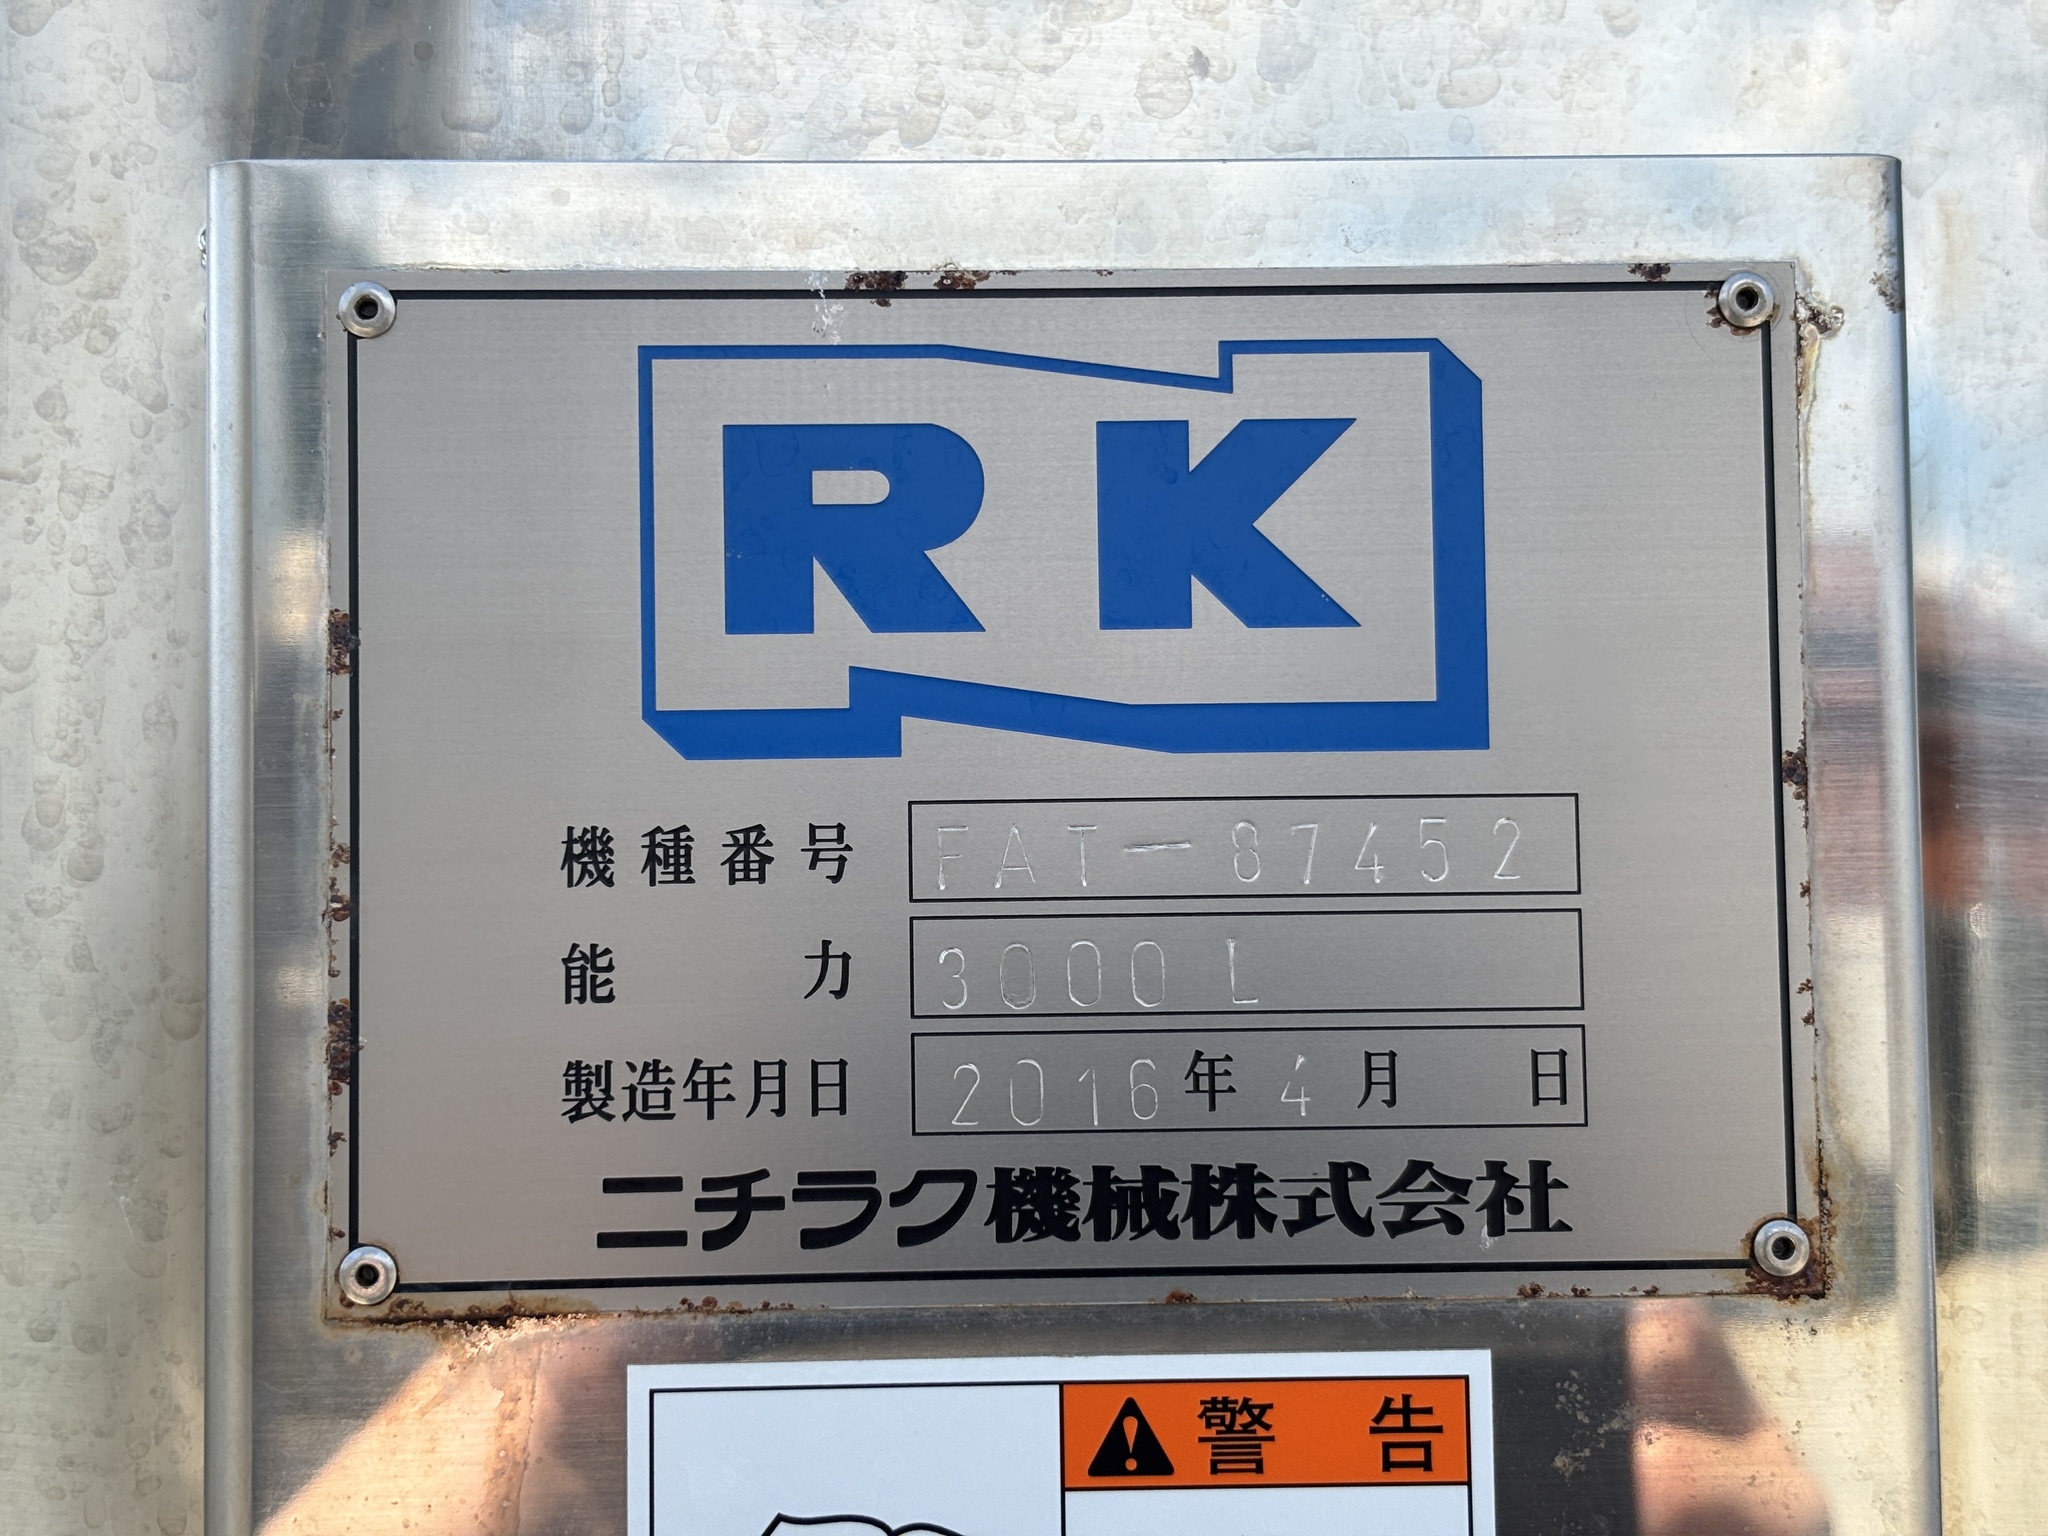 RK
機種番号 FAT-87452
能力 3000L
製造年月日 2016年4月 日
ニチラク機械株式会社
警告